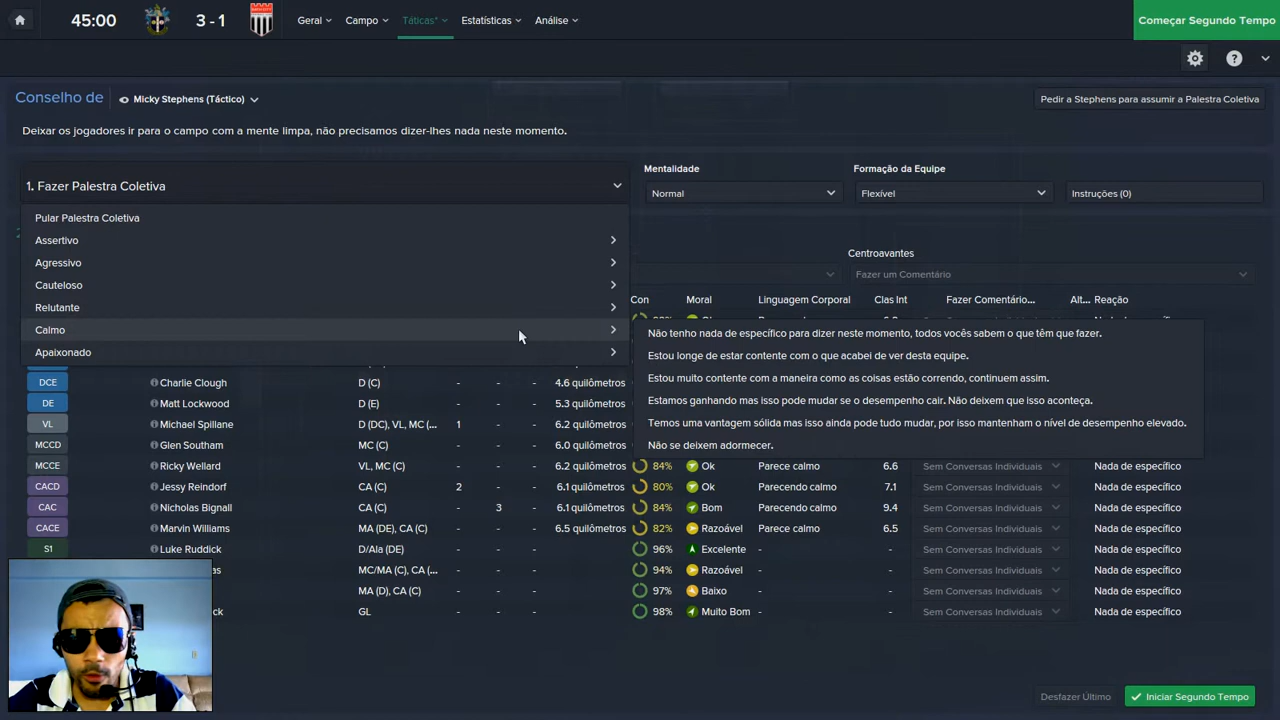 45:00 3 - 1 Geral Campo Táticas* Estatísticas Análise Começar Segundo Tempo
Conselho de Micky Stephens (Táctico) Pedir a Stephens para assumir a Palestra Coletiva
Deixar os jogadores ir para o campo com a mente limpa, não precisamos dizer-lhes nada neste momento.
Mentalidade Formação da Equipe
1. Fazer Palestra Coletiva Normal Flexível Instruções (0)
Pular Palestra Coletiva
Assertivo
Agressivo
Cauteloso
Relutante
Calmo
Apaixonado
Centroavantes
Fazer um Comentário
Con Moral Linguagem Corporal Clas Int Fazer Comentário... Alt... Reação
Não tenho nada de específico para dizer neste momento, todos vocês sabem o que têm que fazer.
Estou longe de estar contente com o que acabei de ver desta equipe.
Estou muito contente com a maneira como as coisas estão correndo, continuem assim.
Estamos ganhando mas isso pode mudar se o desempenho cair. Não deixem que isso aconteça.
Temos uma vantagem sólida mas isso ainda pode tudo mudar, por isso mantenham o nível de desempenho elevado.
Não se deixem adormecer.
DCE Charlie Clough D (C) - - - 4.6 quilômetros
DE Matt Lockwood D (E) - - - 5.3 quilômetros
VL Michael Spillane D (DC), VL, MC (... 1 - - 6.2 quilômetros
MCCD Glen Southam MC (C) - - - 6.0 quilômetros
MCCE Ricky Wellard VL, MC (C) - - - 6.2 quilômetros 84% Ok Parece calmo 6.6 Sem Conversas Individuais Nada de específico
CACD Jessy Reindorf CA (C) 2 - - 6.1 quilômetros 80% Ok Parecendo calmo 7.1 Sem Conversas Individuais Nada de específico
CAC Nicholas Bignall CA (C) - 3 - 6.1 quilômetros 84% Bom Parecendo calmo 9.4 Sem Conversas Individuais Nada de específico
CACE Marvin Williams MA (DE), CA (C) - - - 6.5 quilômetros 82% Razoável Parece calmo 6.5 Sem Conversas Individuais Nada de específico
S1 Luke Ruddick D/Ala (DE) - - - 96% Excelente - - Sem Conversas Individuais Nada de específico
MC/MA (C), CA (... - - - 94% Razoável - - Sem Conversas Individuais Nada de específico
MA (D), CA (C) - - - 97% Baixo - - Sem Conversas Individuais Nada de específico
GL - - - 98% Muito Bom - - Sem Conversas Individuais Nada de específico
Desfazer Último Iniciar Segundo Tempo